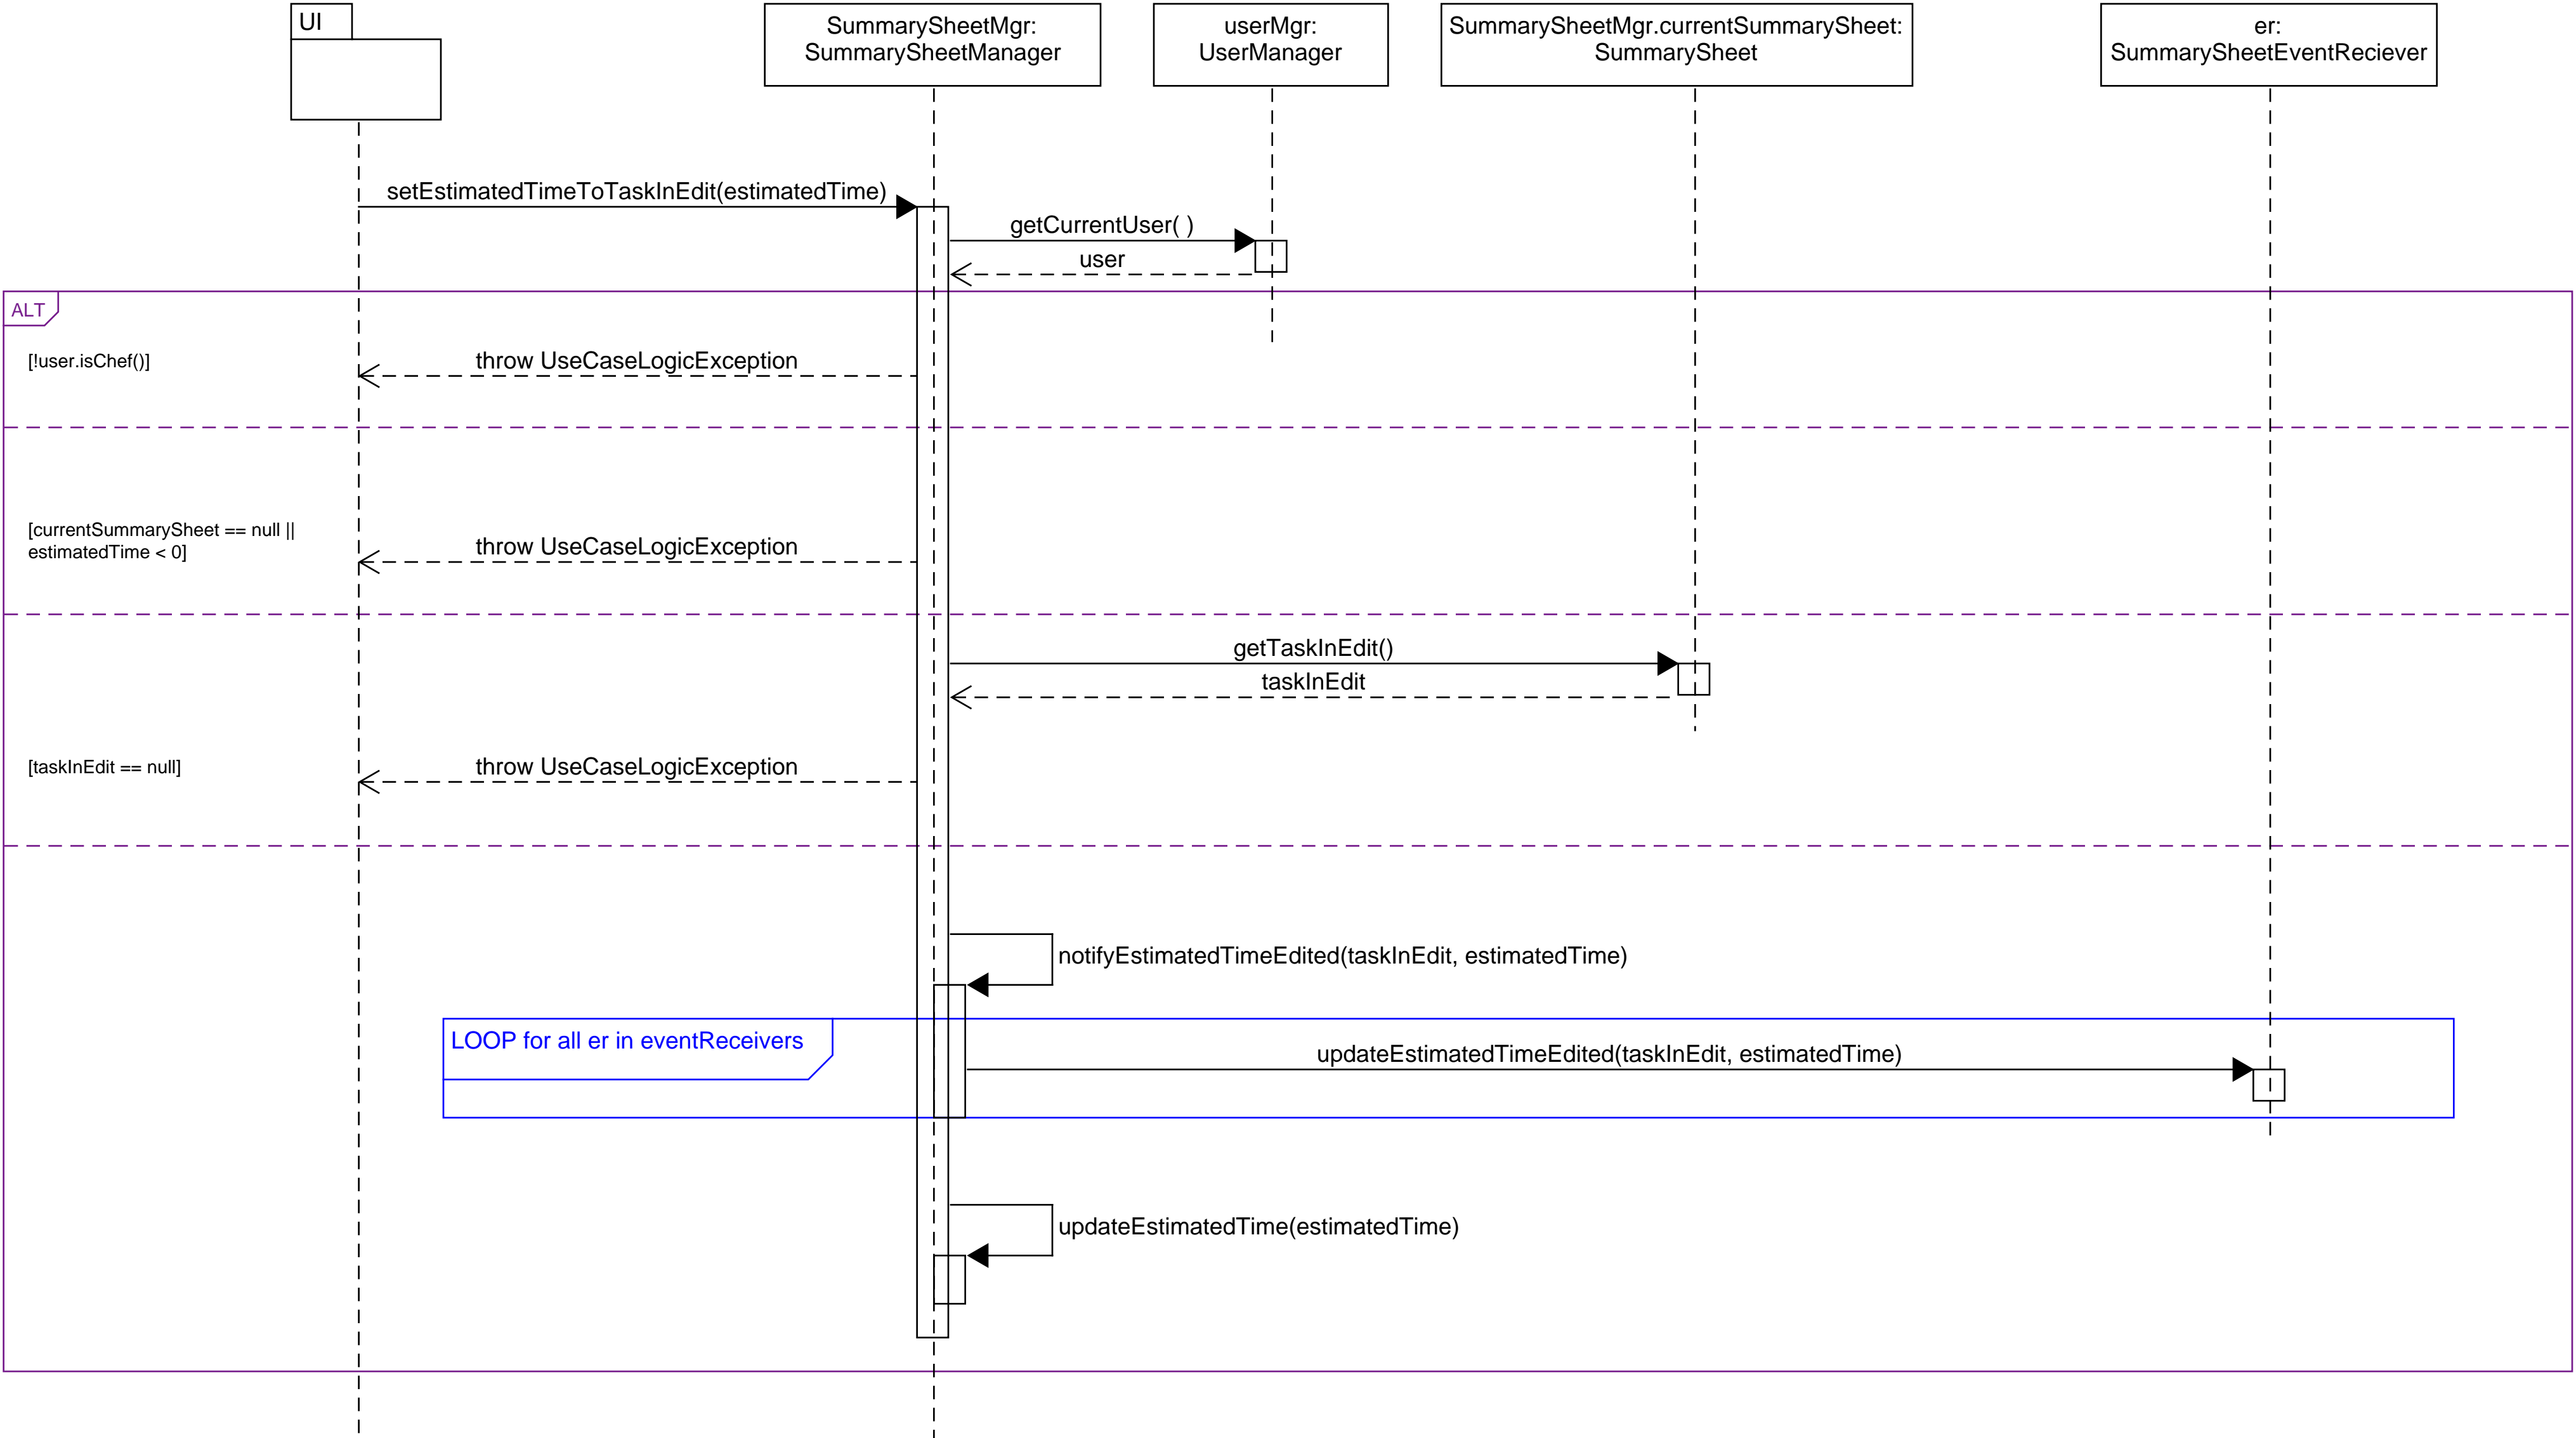 UI
SummarySheetMgr:
SummarySheetManager
userMgr:
UserManager
SummarySheetMgr.currentSummarySheet:
SummarySheet
er:
SummarySheetEventReciever
setEstimatedTimeToTaskInEdit(estimatedTime)
getCurrentUser( )
user
ALT
[!user.isChef()]
throw UseCaseLogicException
[currentSummarySheet == null ||
estimatedTime < 0]
throw UseCaseLogicException
getTaskInEdit()
taskInEdit
[taskInEdit == null]
throw UseCaseLogicException
notifyEstimatedTimeEdited(taskInEdit, estimatedTime)
LOOP for all er in eventReceivers
updateEstimatedTimeEdited(taskInEdit, estimatedTime)
updateEstimatedTime(estimatedTime)